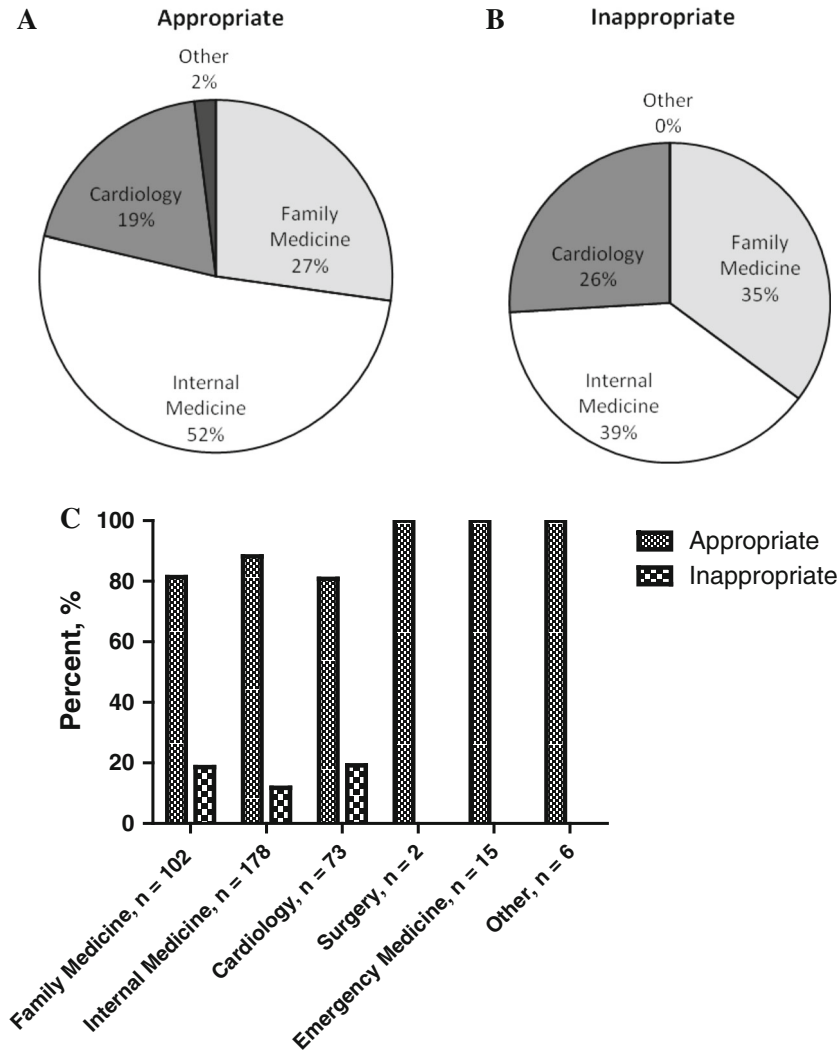 A
Appropriate
Other
2%
Cardiology
19%
Family
Medicine
27%
Internal
Medicine
52%
B
Inappropriate
Other
0%
Cardiology
26%
Family
Medicine
35%
Internal
Medicine
39%
C
Percent, %
100
80
60
40
20
0
Appropriate
Inappropriate
Family Medicine, n = 102
Internal Medicine, n = 178
Cardiology, n = 73
Surgery, n = 2
Emergency Medicine, n = 15
Other, n = 6